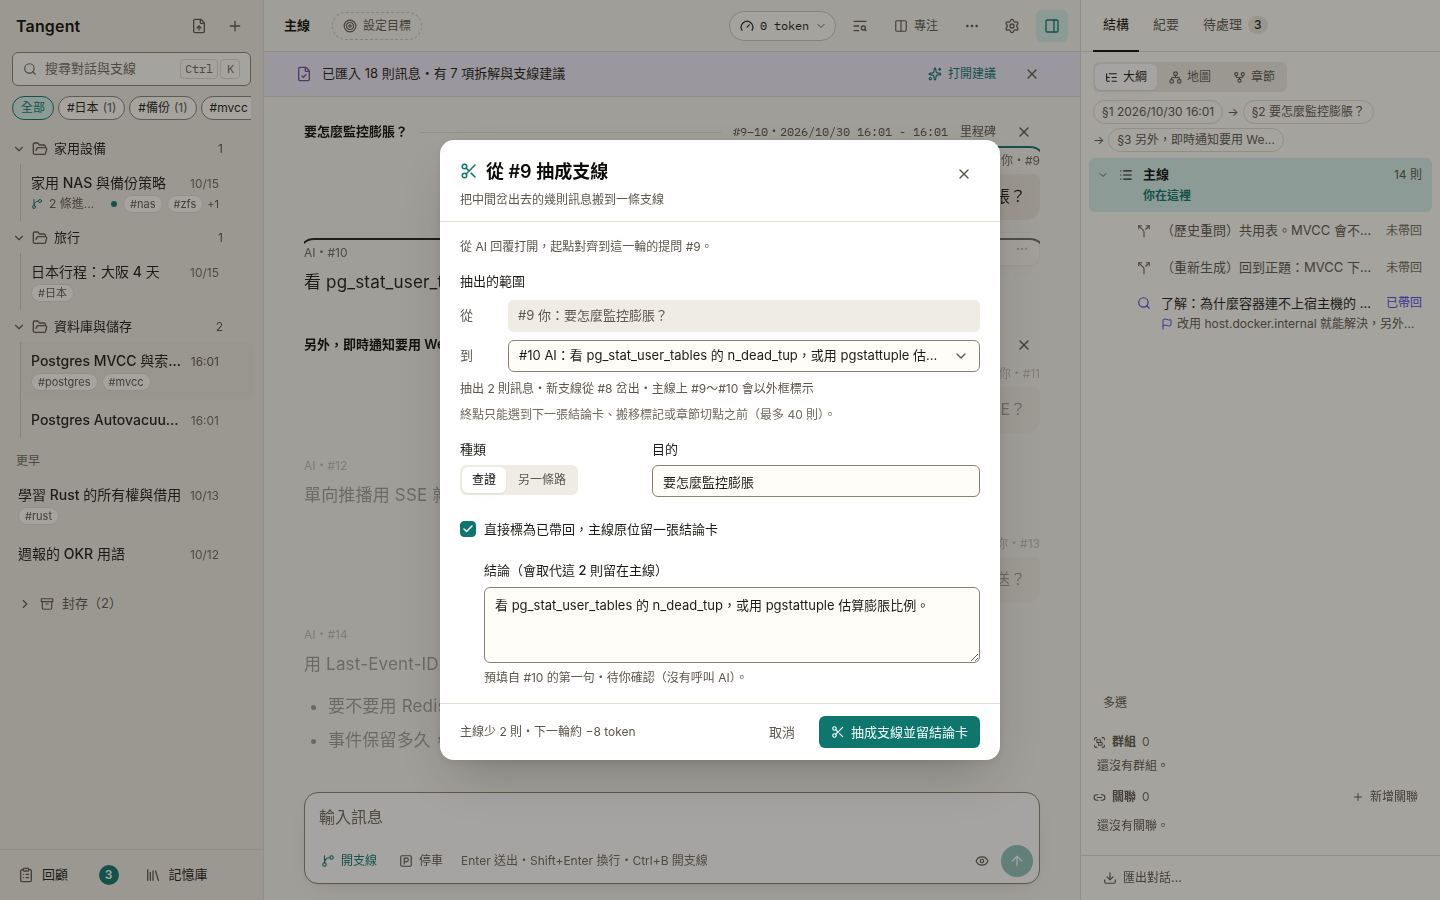 Tangent
搜尋對話與支線 Ctrl K
全部 #日本 (1) #備份 (1) #mvcc
家用設備 1
家用 NAS 與備份策略 10/15
2 條進… #nas #zfs +1
旅行 1
日本行程：大阪 4 天 10/15
#日本
資料庫與儲存 2
Postgres MVCC 與索… 16:01
#postgres #mvcc
Postgres Autovacuu… 16:01
更早
學習 Rust 的所有權與借用 10/13
#rust
週報的 OKR 用語 10/12
封存（2）
回顧 3 記憶庫
主線 設定目標 0 token 專注
已匯入 18 則訊息・有 7 項拆解與支線建議 打開建議
要怎麼監控膨脹？ #9–10・2026/10/30 16:01 - 16:01 里程碑
你・#9
脹？
AI・#10
看 pg_stat_user_t
另外，即時通知要用 We
你・#11
E？
AI・#12
單向推播用 SSE 就
你・#13
送？
AI・#14
用 Last-Event-ID
要不要用 Redis
事件保留多久
從 #9 抽成支線
把中間岔出去的幾則訊息搬到一條支線
從 AI 回覆打開，起點對齊到這一輪的提問 #9。
抽出的範圍
從 #9 你：要怎麼監控膨脹？
到 #10 AI：看 pg_stat_user_tables 的 n_dead_tup，或用 pgstattuple 估…
抽出 2 則訊息・新支線從 #8 岔出・主線上 #9～#10 會以外框標示
終點只能選到下一張結論卡、搬移標記或章節切點之前（最多 40 則）。
種類 目的
查證 另一條路 要怎麼監控膨脹
直接標為已帶回，主線原位留一張結論卡
結論（會取代這 2 則留在主線）
看 pg_stat_user_tables 的 n_dead_tup，或用 pgstattuple 估算膨脹比例。
預填自 #10 的第一句・待你確認（沒有呼叫 AI）。
主線少 2 則・下一輪約 −8 token 取消 抽成支線並留結論卡
輸入訊息
開支線 停車 Enter 送出・Shift+Enter 換行・Ctrl+B 開支線
結構 紀要 待處理 3
大綱 地圖 章節
§1 2026/10/30 16:01 → §2 要怎麼監控膨脹？
→ §3 另外，即時通知要用 We…
主線 14 則
你在這裡
（歷史重問）共用表。MVCC 會不… 未帶回
（重新生成）回到正題：MVCC 下… 未帶回
了解：為什麼容器連不上宿主機的 … 已帶回
改用 host.docker.internal 就能解決，另外…
多選
群組 0
還沒有群組。
關聯 0 新增關聯
還沒有關聯。
匯出對話…